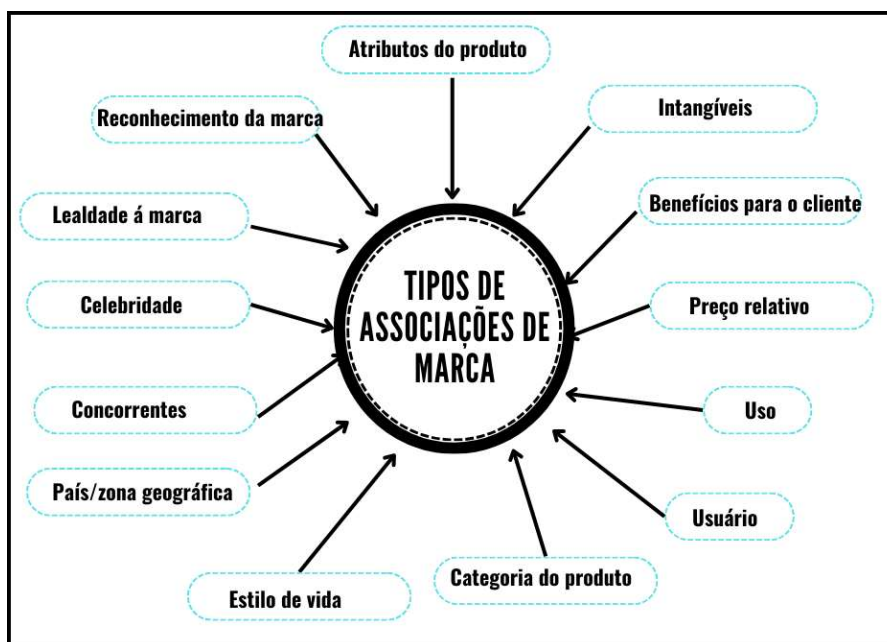 Atributos do produto
Reconhecimento da marca
Intangíveis
Lealdade á marca
Benefícios para o cliente
Celebridade
TIPOS DE
ASSOCIAÇÕES DE
MARCA
Preço relativo
Concorrentes
Uso
País/zona geográfica
Usuário
Estilo de vida
Categoria do produto